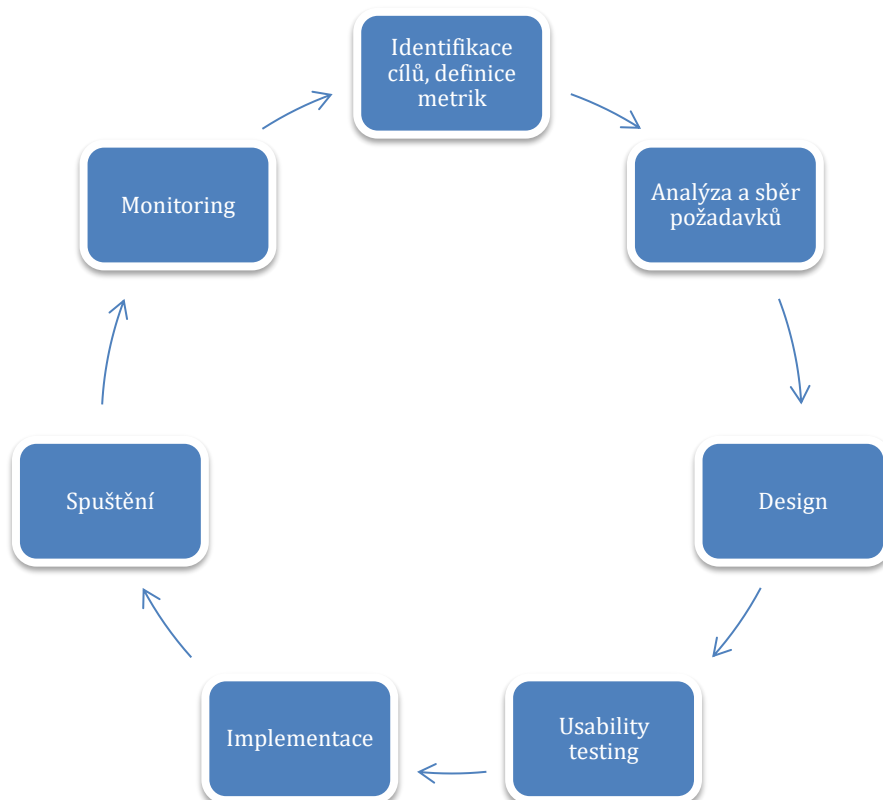 Identifikace
cílů, definice
metrik
Analýza a sběr
požadavků
Design
Usability
testing
Implementace
Spuštění
Monitoring